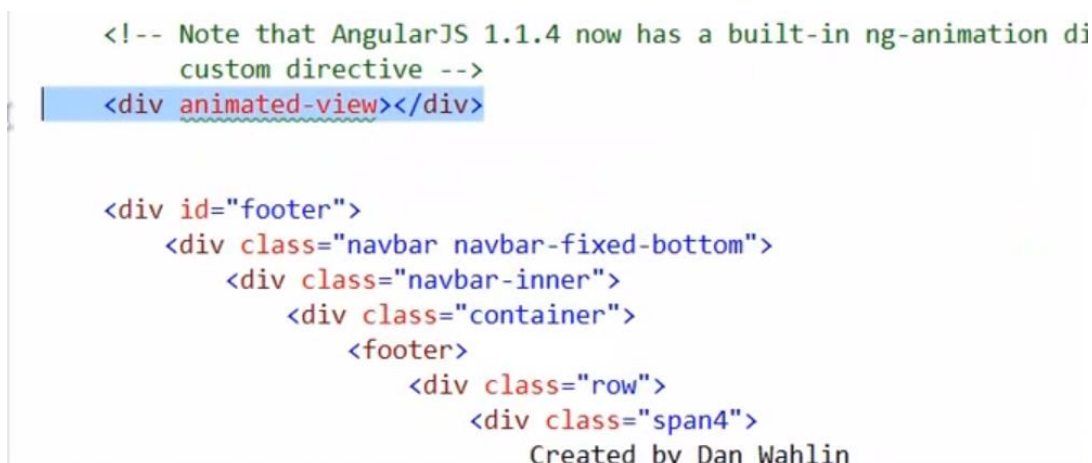 <!-- Note that AngularJS 1.1.4 now has a built-in ng-animation di
custom directive -->
<div animated-view></div>
<div id="footer">
<div class="navbar navbar-fixed-bottom">
<div class="navbar-inner">
<div class="container">
<footer>
<div class="row">
<div class="span4">
Created by Dan Wahlin